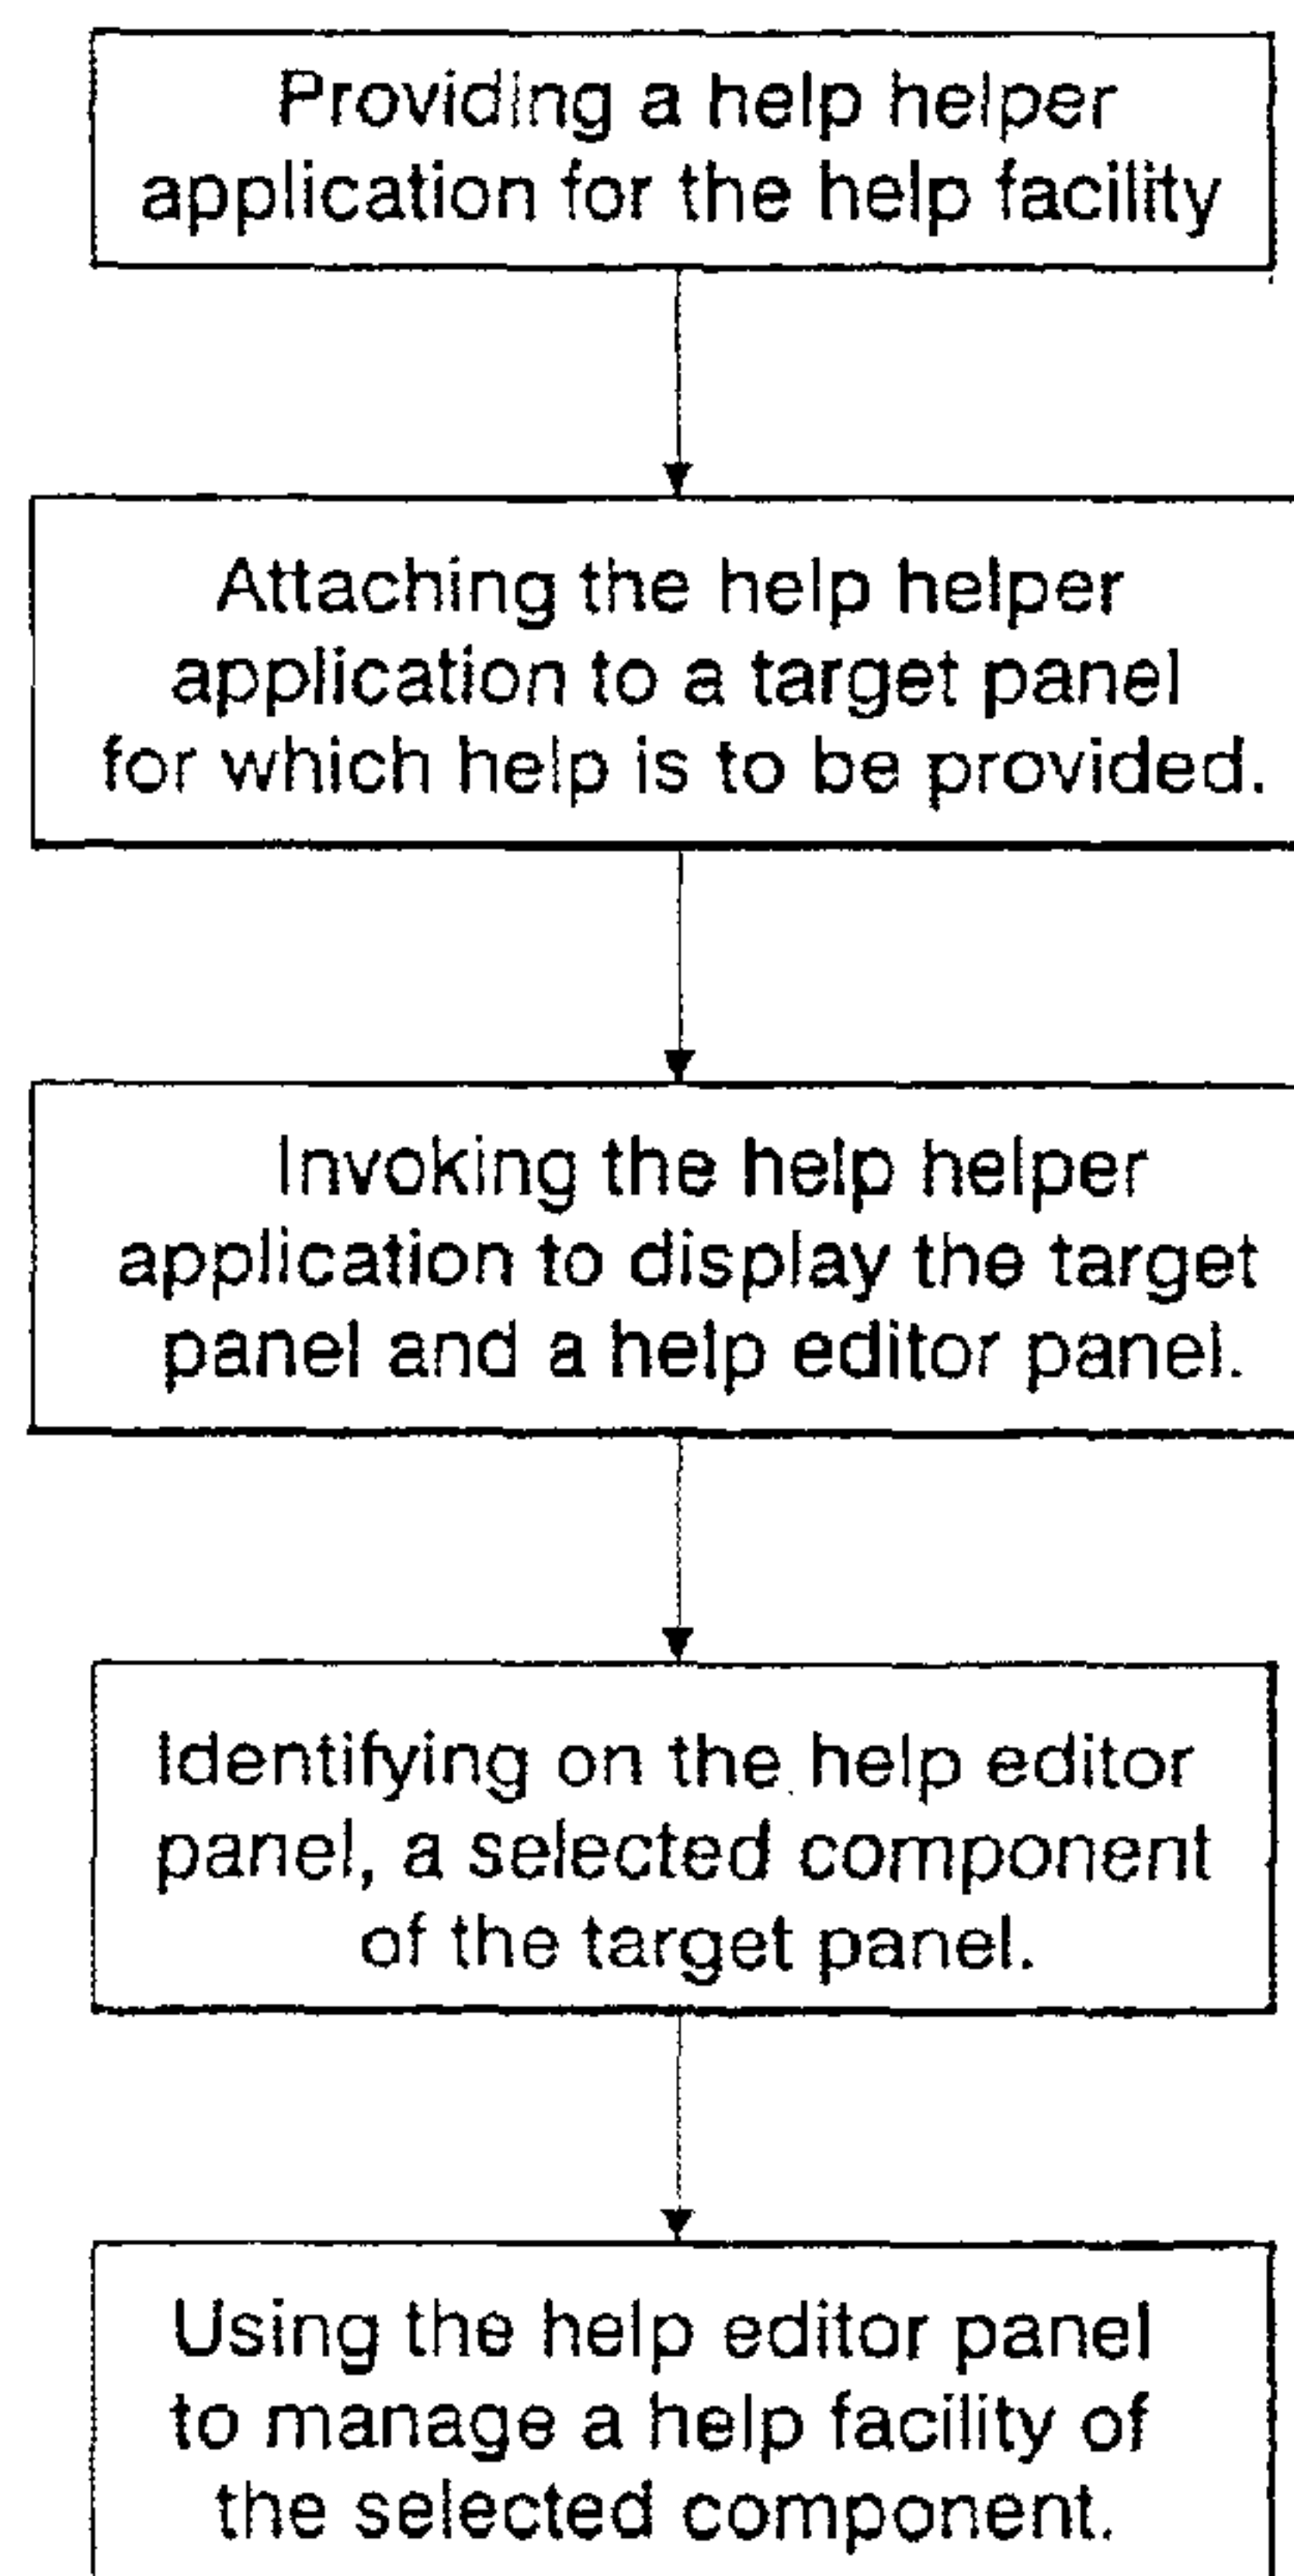 Providing a help helper
application for the help facility
Attaching the help helper
application to a target panel
for which help is to be provided.
Invoking the help helper
application to display the target
panel and a help editor panel.
Identifying on the help editor
panel, a selected component
of the target panel.
Using the help editor panel
to manage a help facility of
the selected component.